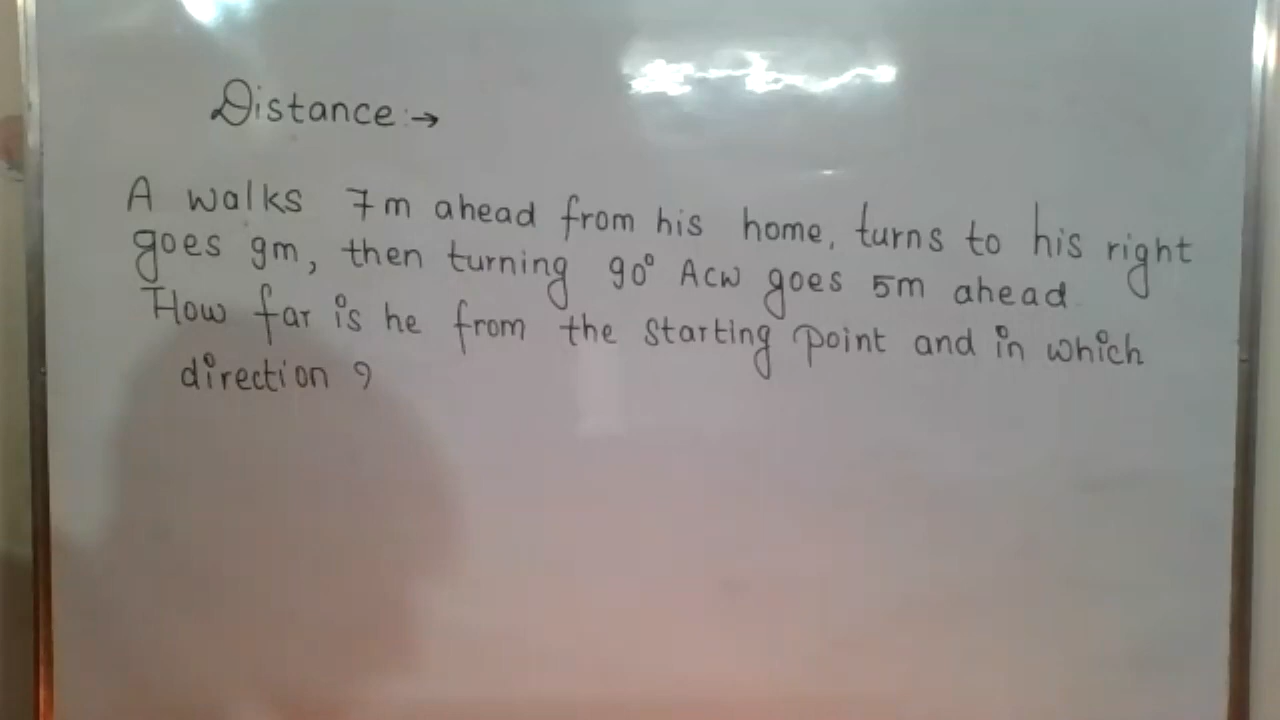 Distance:→
A walks 7m ahead from his home, turns to his right
goes 9m, then turning 90° ACW goes 5m ahead
How far is he from the starting point and in which
direction ?